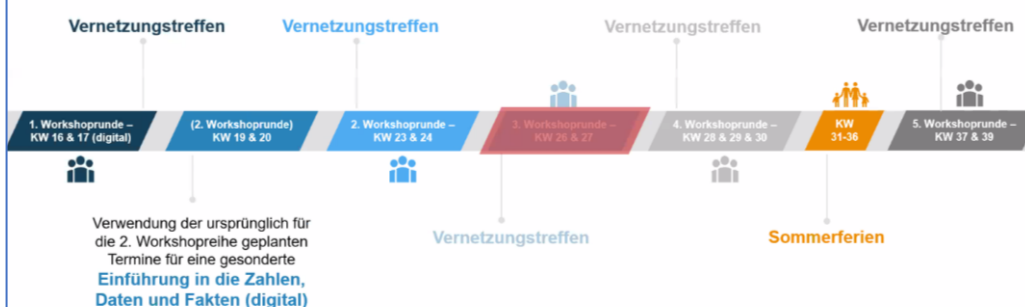 Vernetzungstreffen
Vernetzungstreffen
Vernetzungstreffen
Vernetzungstreffen
1. Workshoprunde –
KW 16 & 17 (digital)
(2. Workshoprunde)
KW 19 & 20
2. Workshoprunde –
KW 23 & 24
3. Workshoprunde –
KW 26 & 27
4. Workshoprunde –
KW 28 & 29 & 30
KW
31-36
5. Workshoprunde –
KW 37 & 39
Verwendung der ursprünglich für
die 2. Workshopreihe geplanten
Termine für eine gesonderte
Einführung in die Zahlen,
Daten und Fakten (digital)
Vernetzungstreffen
Sommerferien